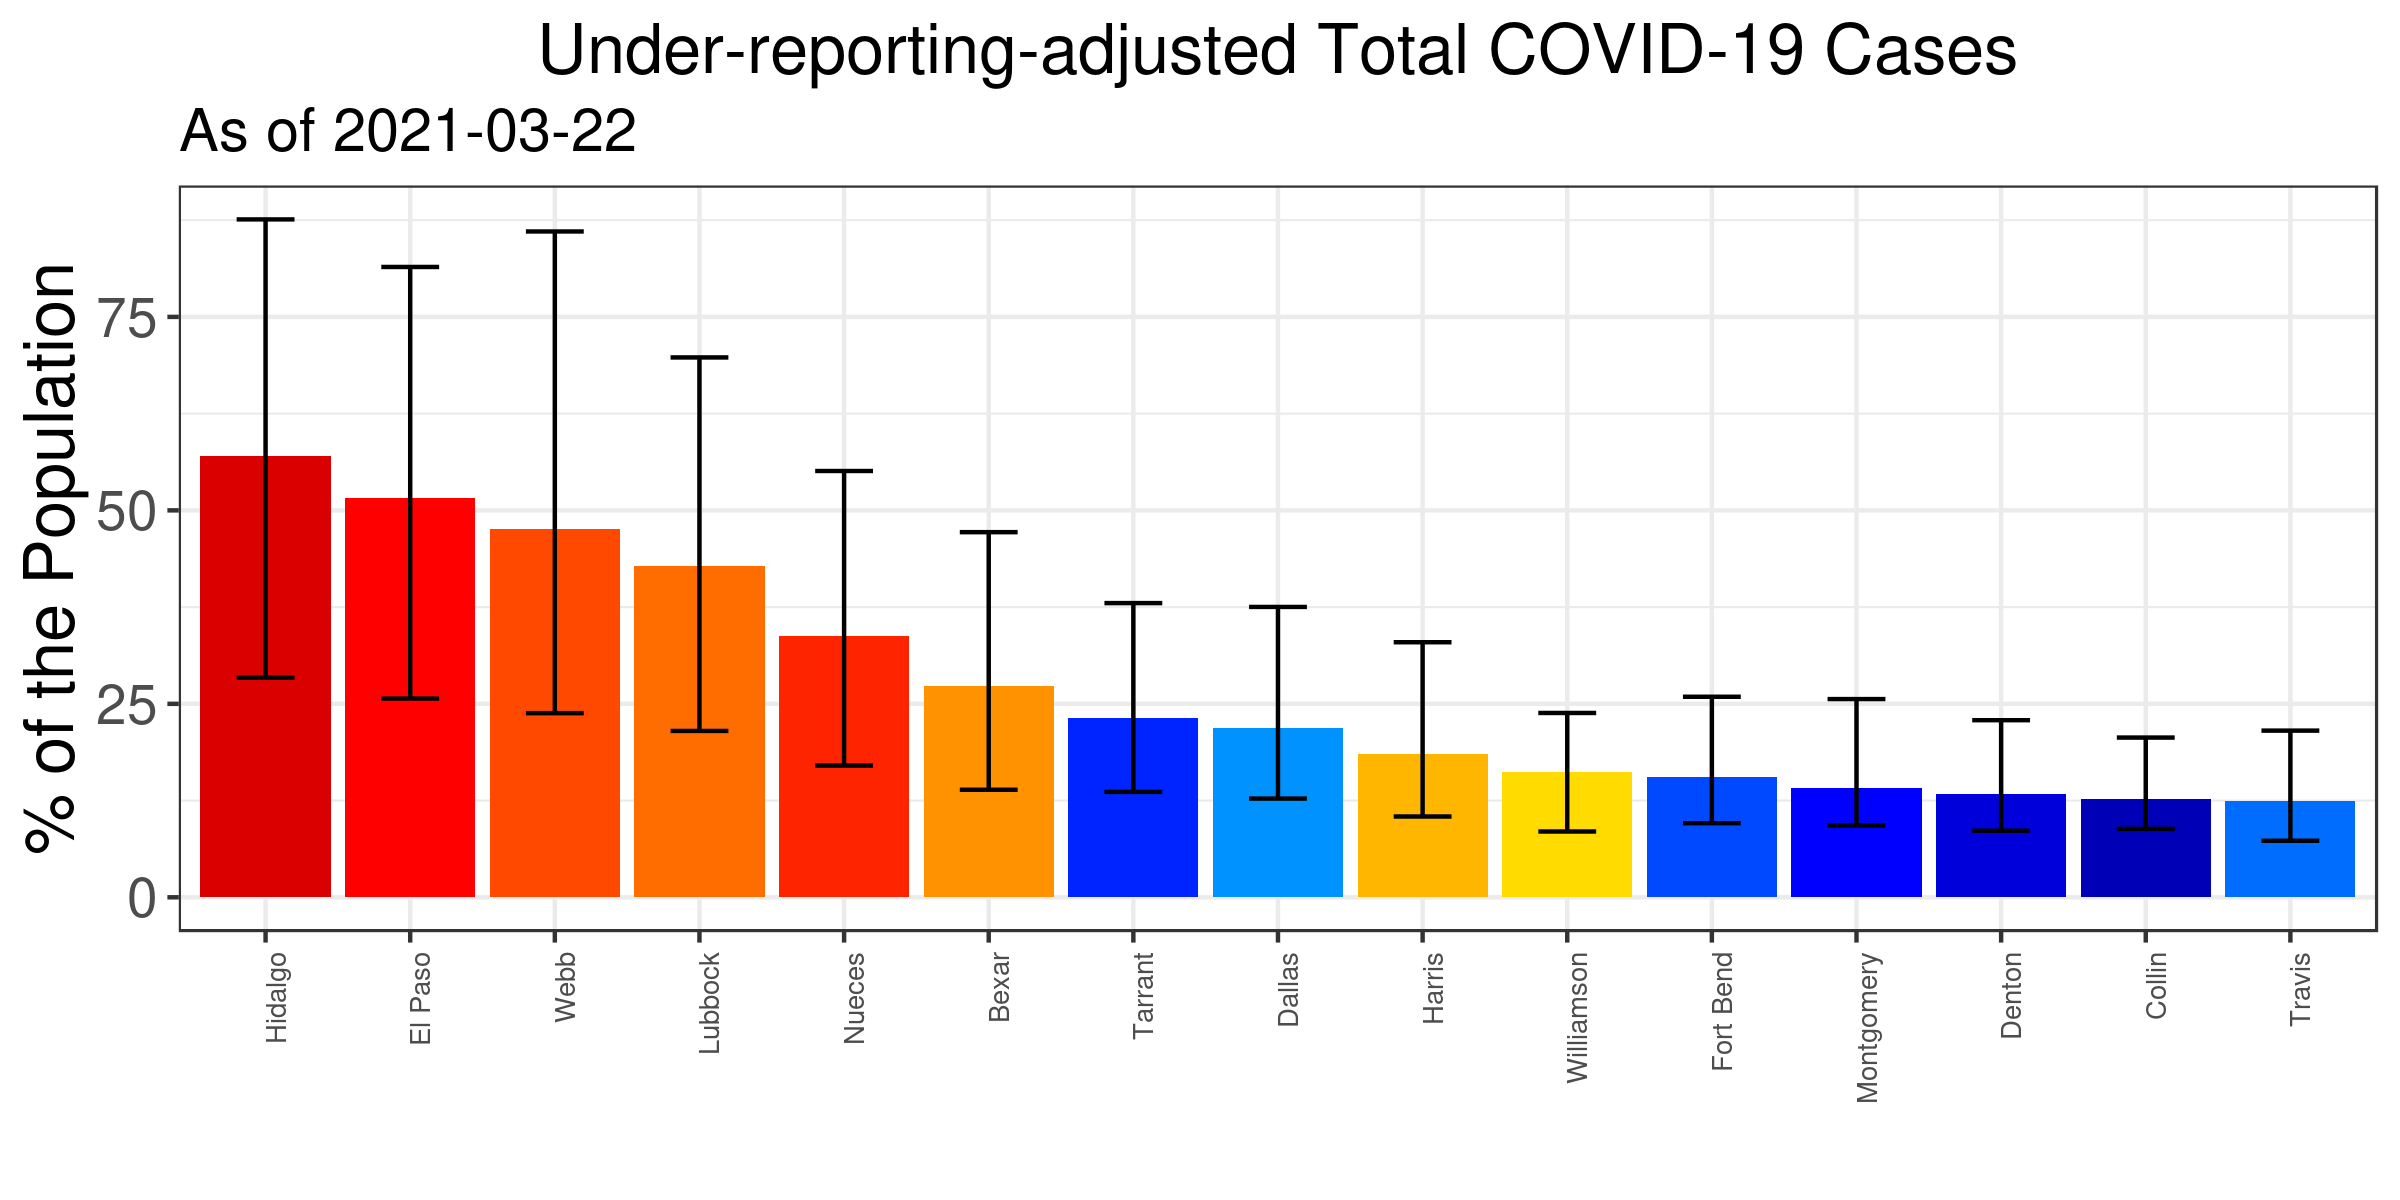 Under-reporting-adjusted Total COVID-19 Cases
As of 2021-03-22
% of the Population
75
50
25
0
Hidalgo
El Paso
Webb
Lubbock
Nueces
Bexar
Tarrant
Dallas
Harris
Williamson
Fort Bend
Montgomery
Denton
Collin
Travis